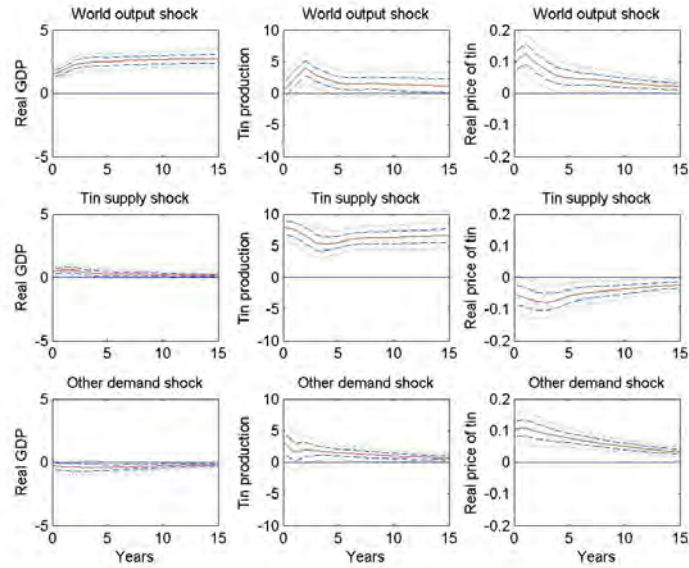 World output shock
World output shock
World output shock
Real GDP
5
0
-5
0 5 10 15
Tin production
10
5
0
-5
-10
0 5 10 15
Real price of tin
0.2
0.1
0
-0.1
-0.2
0 5 10 15
Tin supply shock
Tin supply shock
Tin supply shock
Real GDP
5
0
-5
0 5 10 15
Tin production
10
5
0
-5
-10
0 5 10 15
Real price of tin
0.2
0.1
0
-0.1
-0.2
0 5 10 15
Other demand shock
Other demand shock
Other demand shock
Real GDP
5
0
-5
0 5 10 15
Years
Tin production
10
5
0
-5
-10
0 5 10 15
Years
Real price of tin
0.2
0.1
0
-0.1
-0.2
0 5 10 15
Years